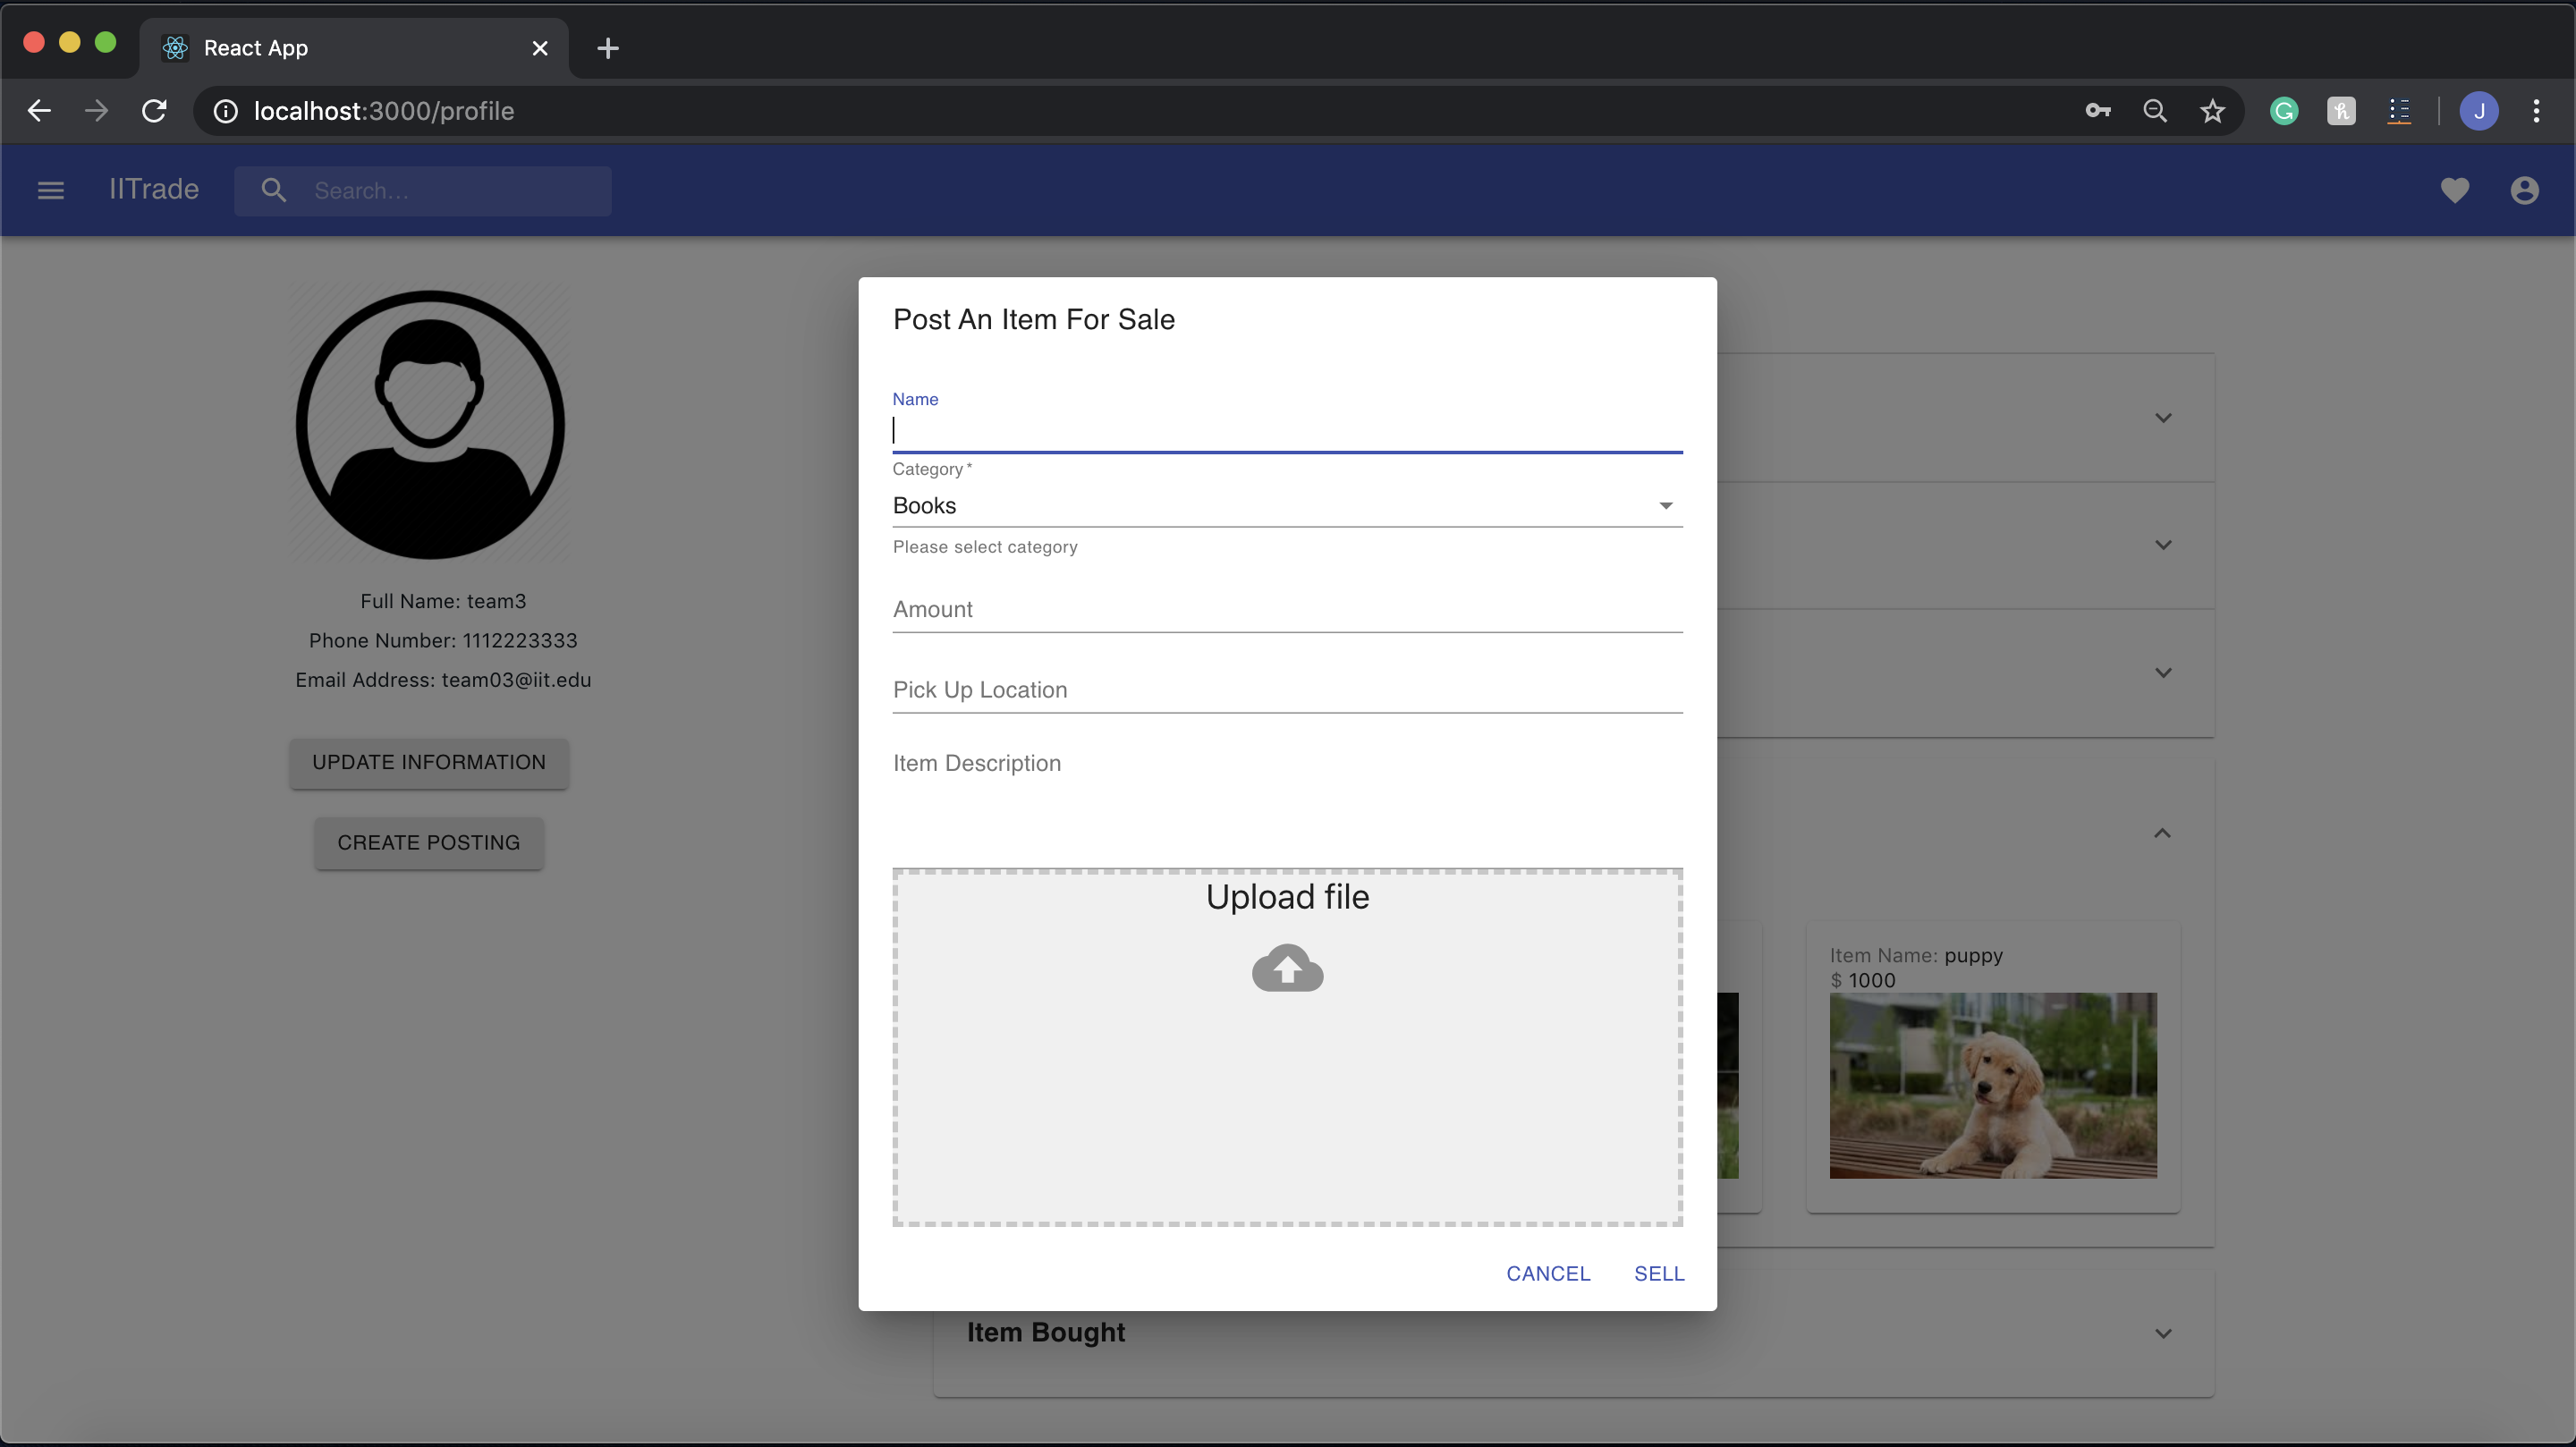 React App
localhost:3000/profile
J
IITrade
Search…
Full Name: team3
Phone Number: 1112223333
Email Address: team03@iit.edu
UPDATE INFORMATION
CREATE POSTING
Post An Item For Sale
Name
Category *
Books
Please select category
Amount
Pick Up Location
Item Description
Upload file
CANCEL SELL
Item Name: puppy
$ 1000
Item Bought